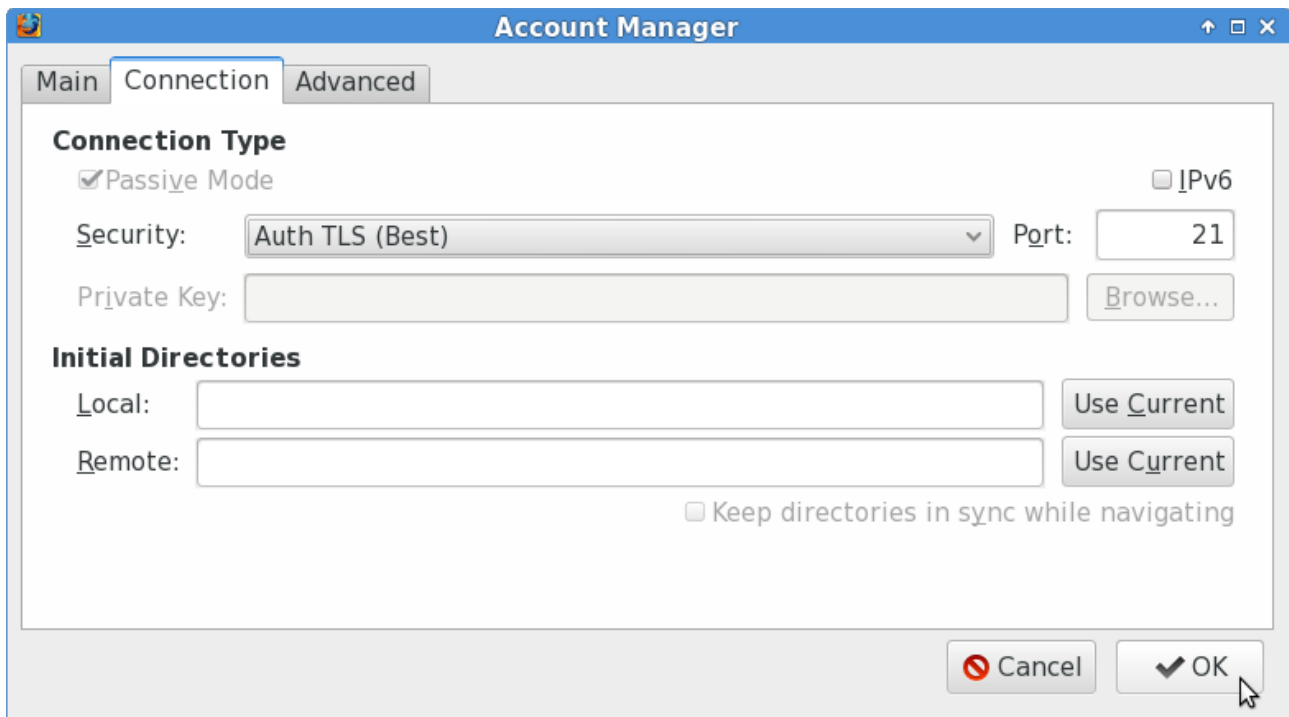 Account Manager
Main Connection Advanced
Connection Type
Passive Mode IPv6
Security: Auth TLS (Best) Port: 21
Private Key: Browse...
Initial Directories
Local: Use Current
Remote: Use Current
Keep directories in sync while navigating
Cancel OK